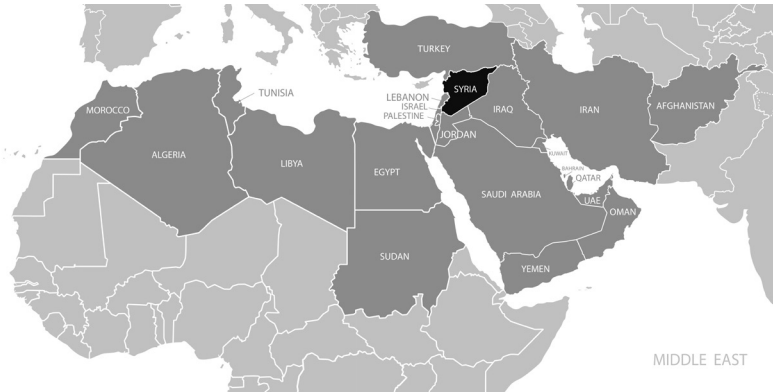 TURKEY
SYRIA
TUNISIA
LEBANON
ISRAEL
PALESTINE
MOROCCO
IRAQ
IRAN
AFGHANISTAN
JORDAN
ALGERIA
LIBYA
EGYPT
KUWAIT
BAHRAIN
QATAR
SAUDI ARABIA
UAE
OMAN
SUDAN
YEMEN
MIDDLE EAST